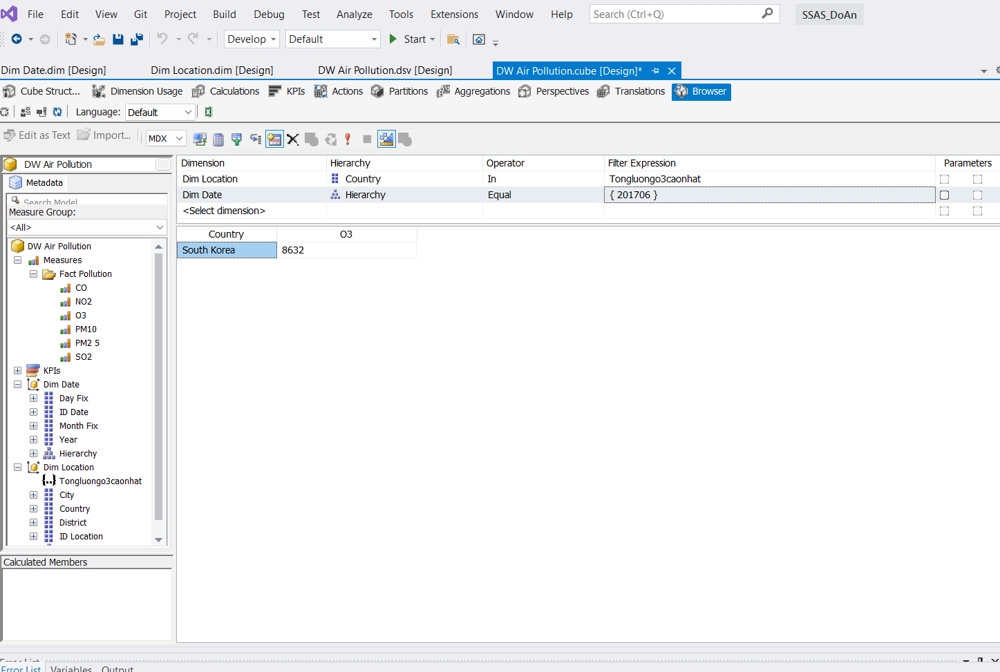 File Edit View Git Project Build Debug Test Analyze Tools Extensions Window Help Search (Ctrl+Q) SSAS_DoAn
Develop Default Start
Dim Date.dim [Design] Dim Location.dim [Design] DW Air Pollution.dsv [Design] DW Air Pollution.cube [Design]*
Cube Struct... Dimension Usage Calculations KPIs Actions Partitions Aggregations Perspectives Translations Browser
Language: Default
Edit as Text Import... MDX
DW Air Pollution
Metadata
Search Model
Measure Group:
<All>
DW Air Pollution
Measures
Fact Pollution
CO
NO2
O3
PM10
PM2 5
SO2
KPIs
Dim Date
Day Fix
ID Date
Month Fix
Year
Hierarchy
Dim Location
Tongluongo3caonhat
City
Country
District
ID Location
Calculated Members
Dimension Hierarchy Operator Filter Expression Parameters
Dim Location Country In Tongluongo3caonhat
Dim Date Hierarchy Equal { 201706 }
<Select dimension>
Country O3
South Korea 8632
Error List
Error List Variables Output